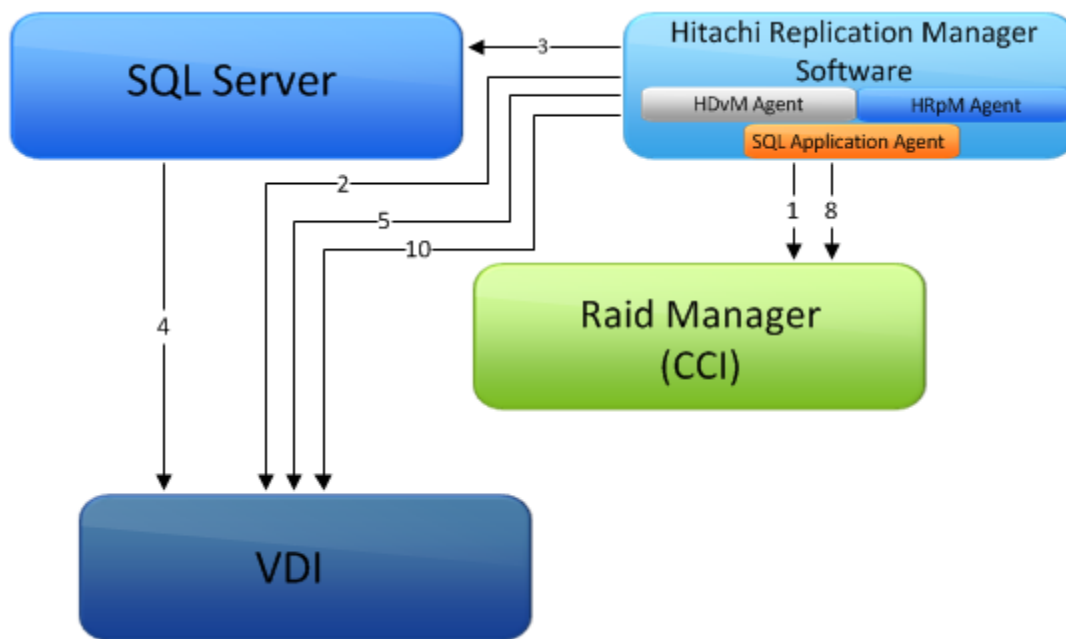 SQL Server
3
Hitachi Replication Manager
Software
HDvM Agent
HRpM Agent
SQL Application Agent
2
5
10
1
8
4
Raid Manager
(CCI)
VDI